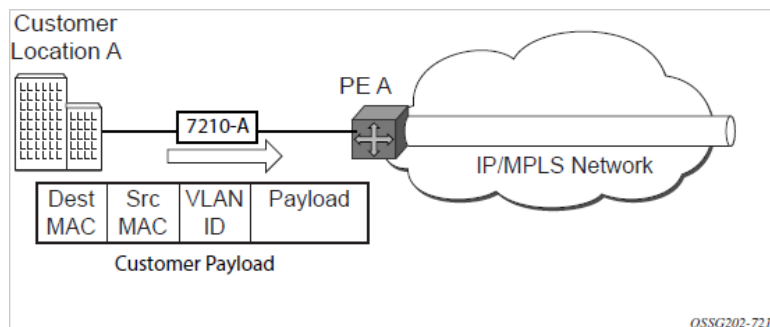 Customer
Location A
PE A
7210-A
IP/MPLS Network
Dest Src VLAN Payload
MAC MAC ID
Customer Payload
OSSG202-721